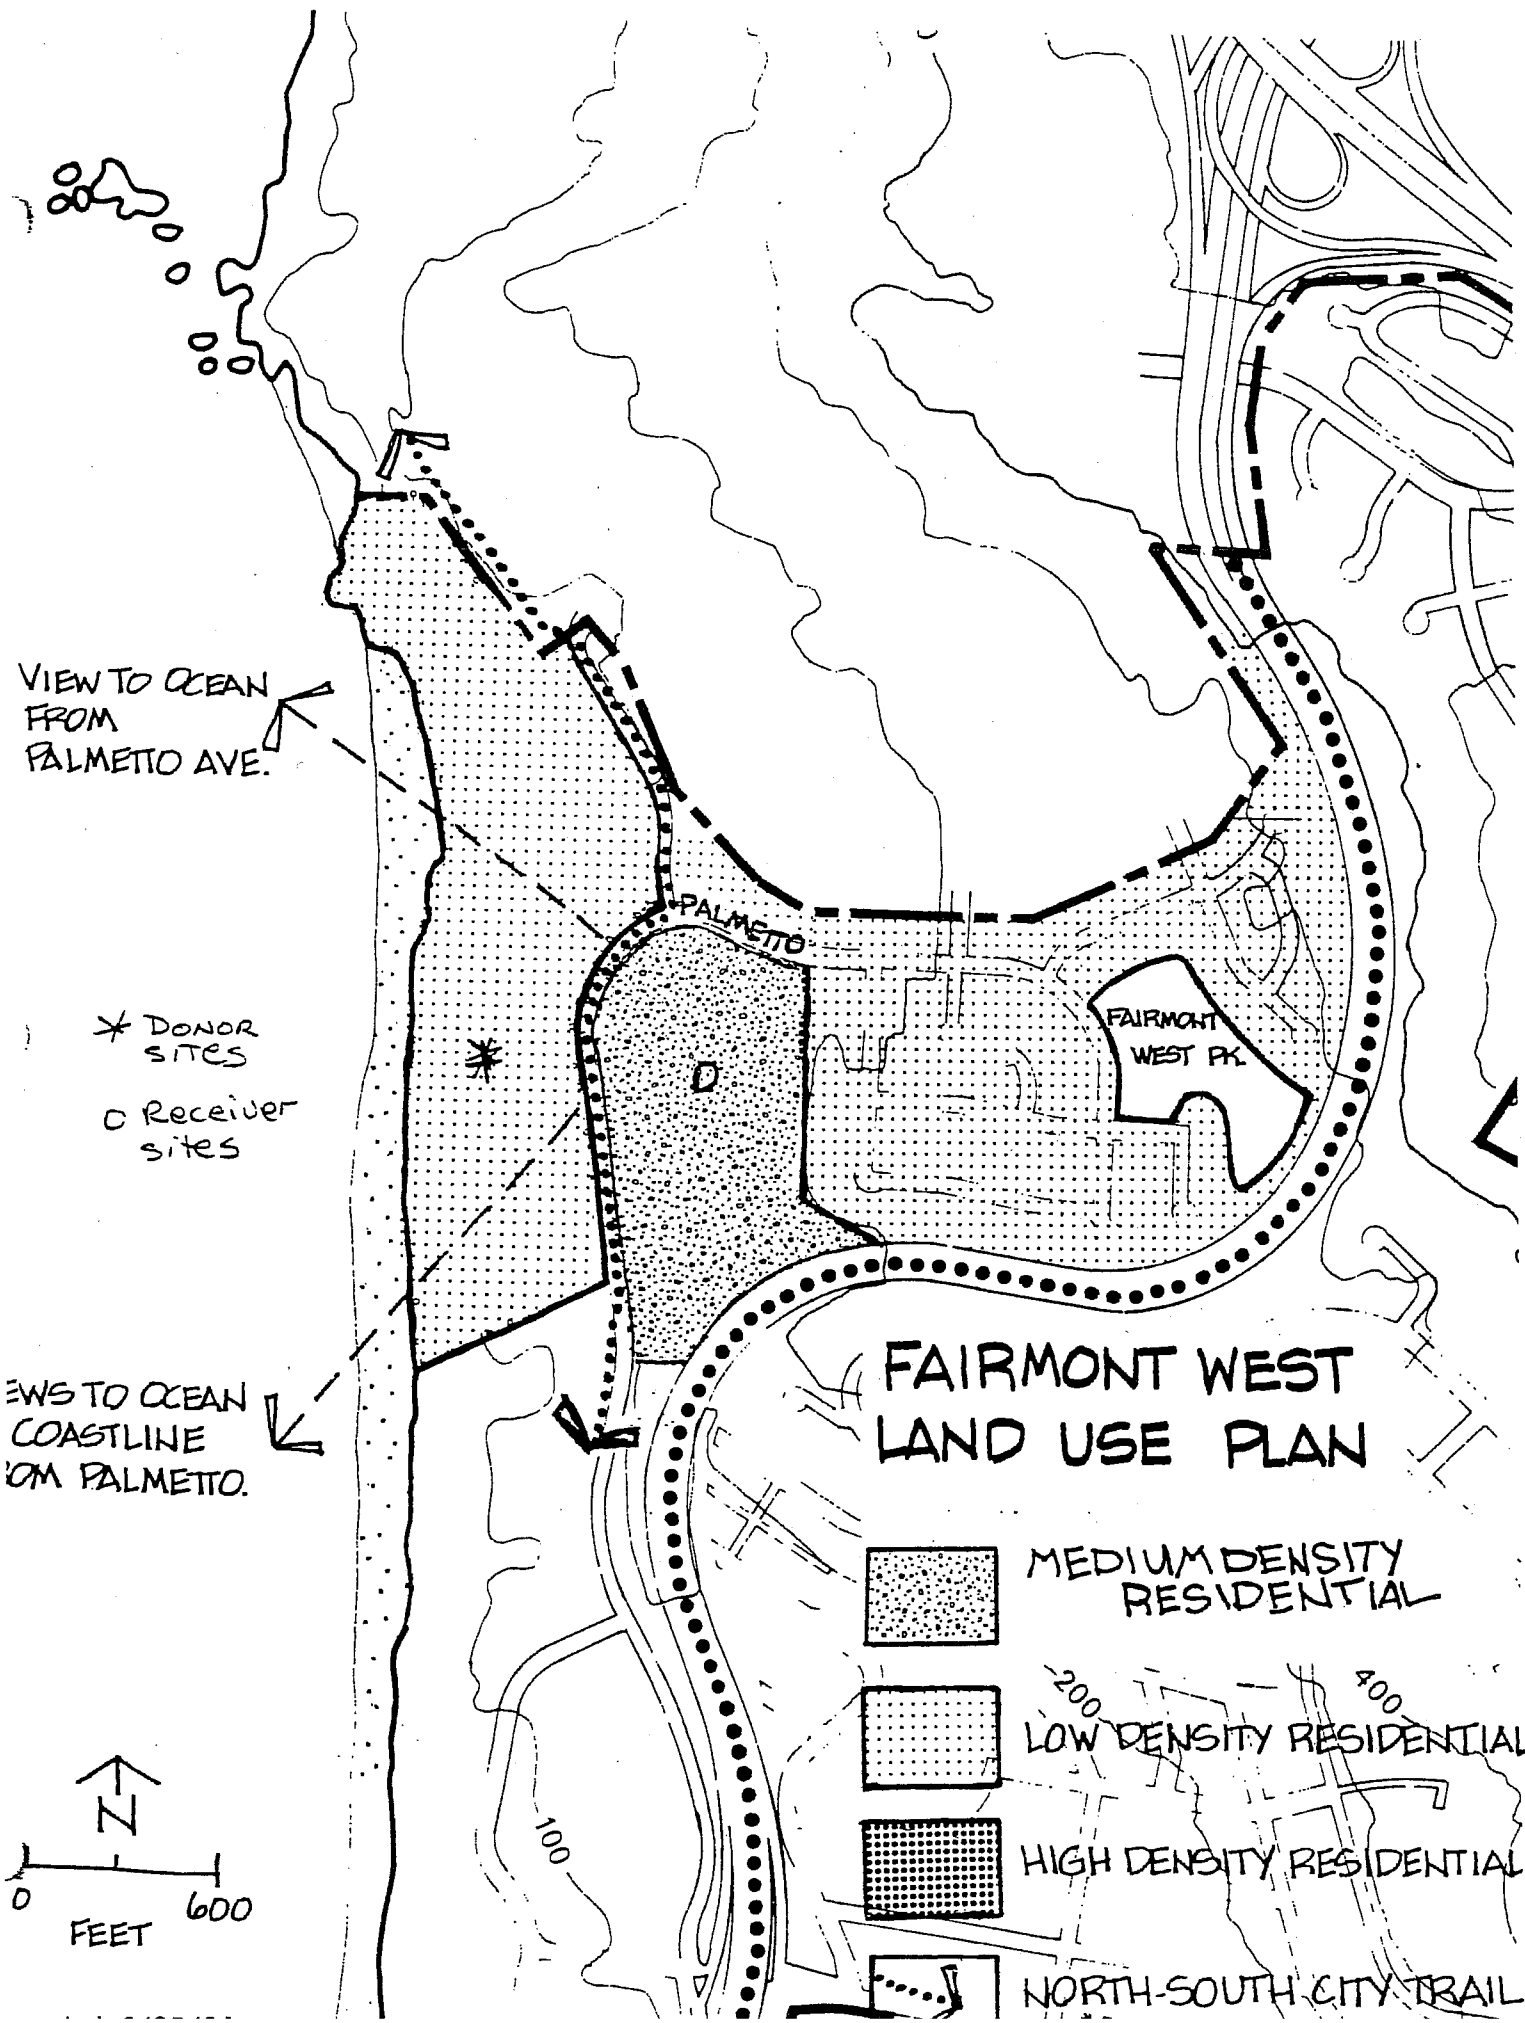 VIEW TO OCEAN
FROM
PALMETTO AVE.
PALMETTO
FAIRMONT
WEST PK.
* DONOR
SITES
D
O Receiver
sites
EWS TO OCEAN
COASTLINE
OM PALMETTO.
FAIRMONT WEST
LAND USE PLAN
MEDIUM DENSITY
RESIDENTIAL
200
400
LOW DENSITY RESIDENTIAL
N
100
HIGH DENSITY RESIDENTIAL
0 600
FEET
NORTH-SOUTH CITY TRAIL